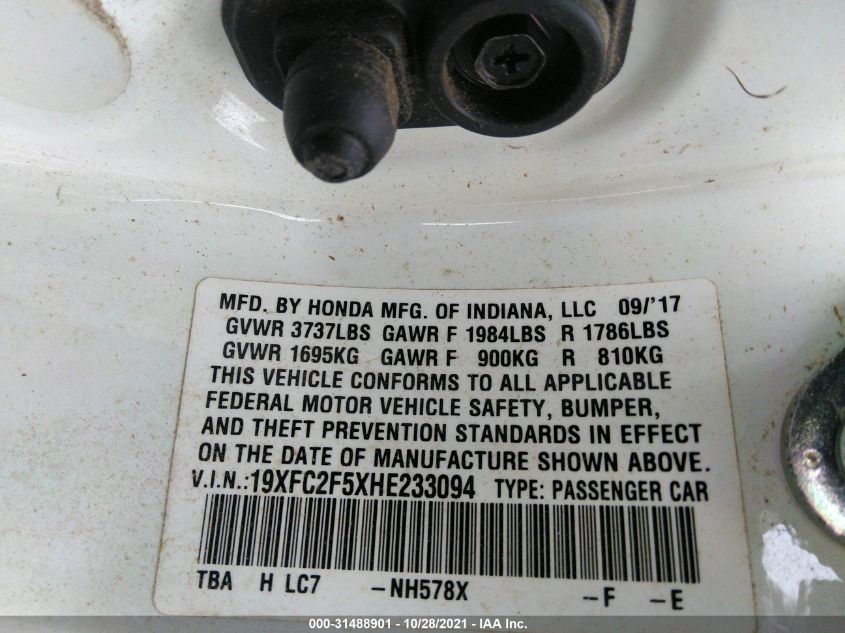 MFD. BY HONDA MFG. OF INDIANA, LLC 09/'17
GVWR 3737LBS GAWR F 1984LBS R 1786LBS
GVWR 1695KG GAWR F 900KG R 810KG
THIS VEHICLE CONFORMS TO ALL APPLICABLE
FEDERAL MOTOR VEHICLE SAFETY, BUMPER,
AND THEFT PREVENTION STANDARDS IN EFFECT
ON THE DATE OF MANUFACTURE SHOWN ABOVE.
V.I.N.:19XFC2F5XHE233094 TYPE: PASSENGER CAR
TBA H LC7 -NH578X --F -E
000-31488901 - 10/28/2021 - IAA Inc.